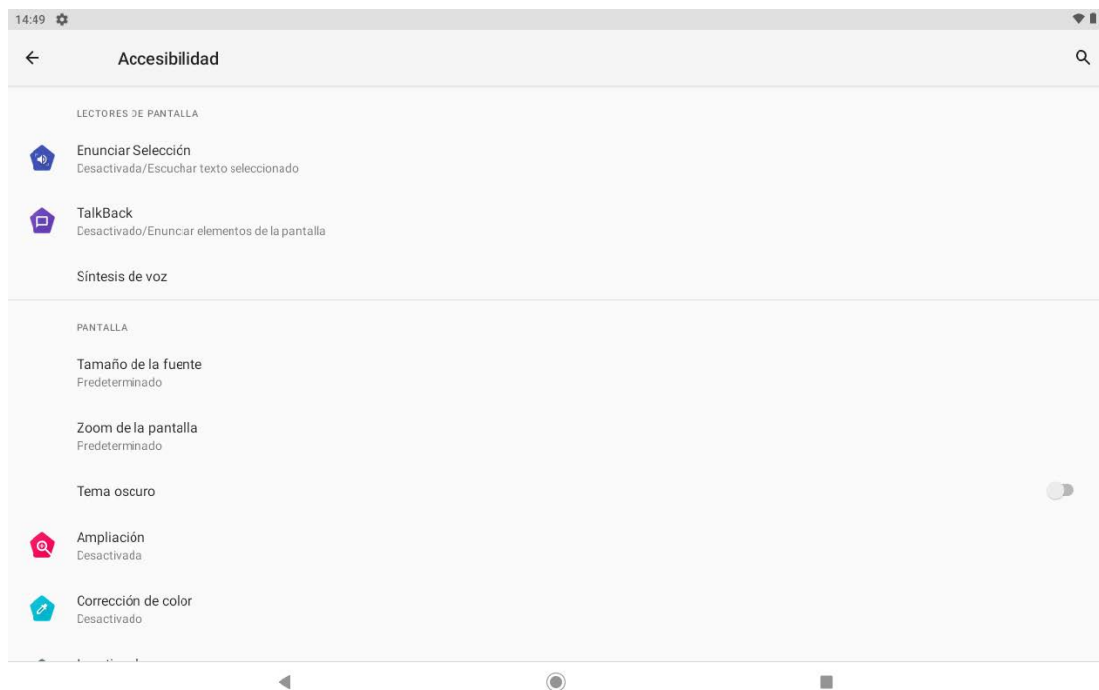 14:49
Accesibilidad
LECTORES DE PANTALLA
Enunciar Selección
Desactivada/Escuchar texto seleccionado
TalkBack
Desactivado/Enunciar elementos de la pantalla
Síntesis de voz
PANTALLA
Tamaño de la fuente
Predeterminado
Zoom de la pantalla
Predeterminado
Tema oscuro
Ampliación
Desactivada
Corrección de color
Desactivado